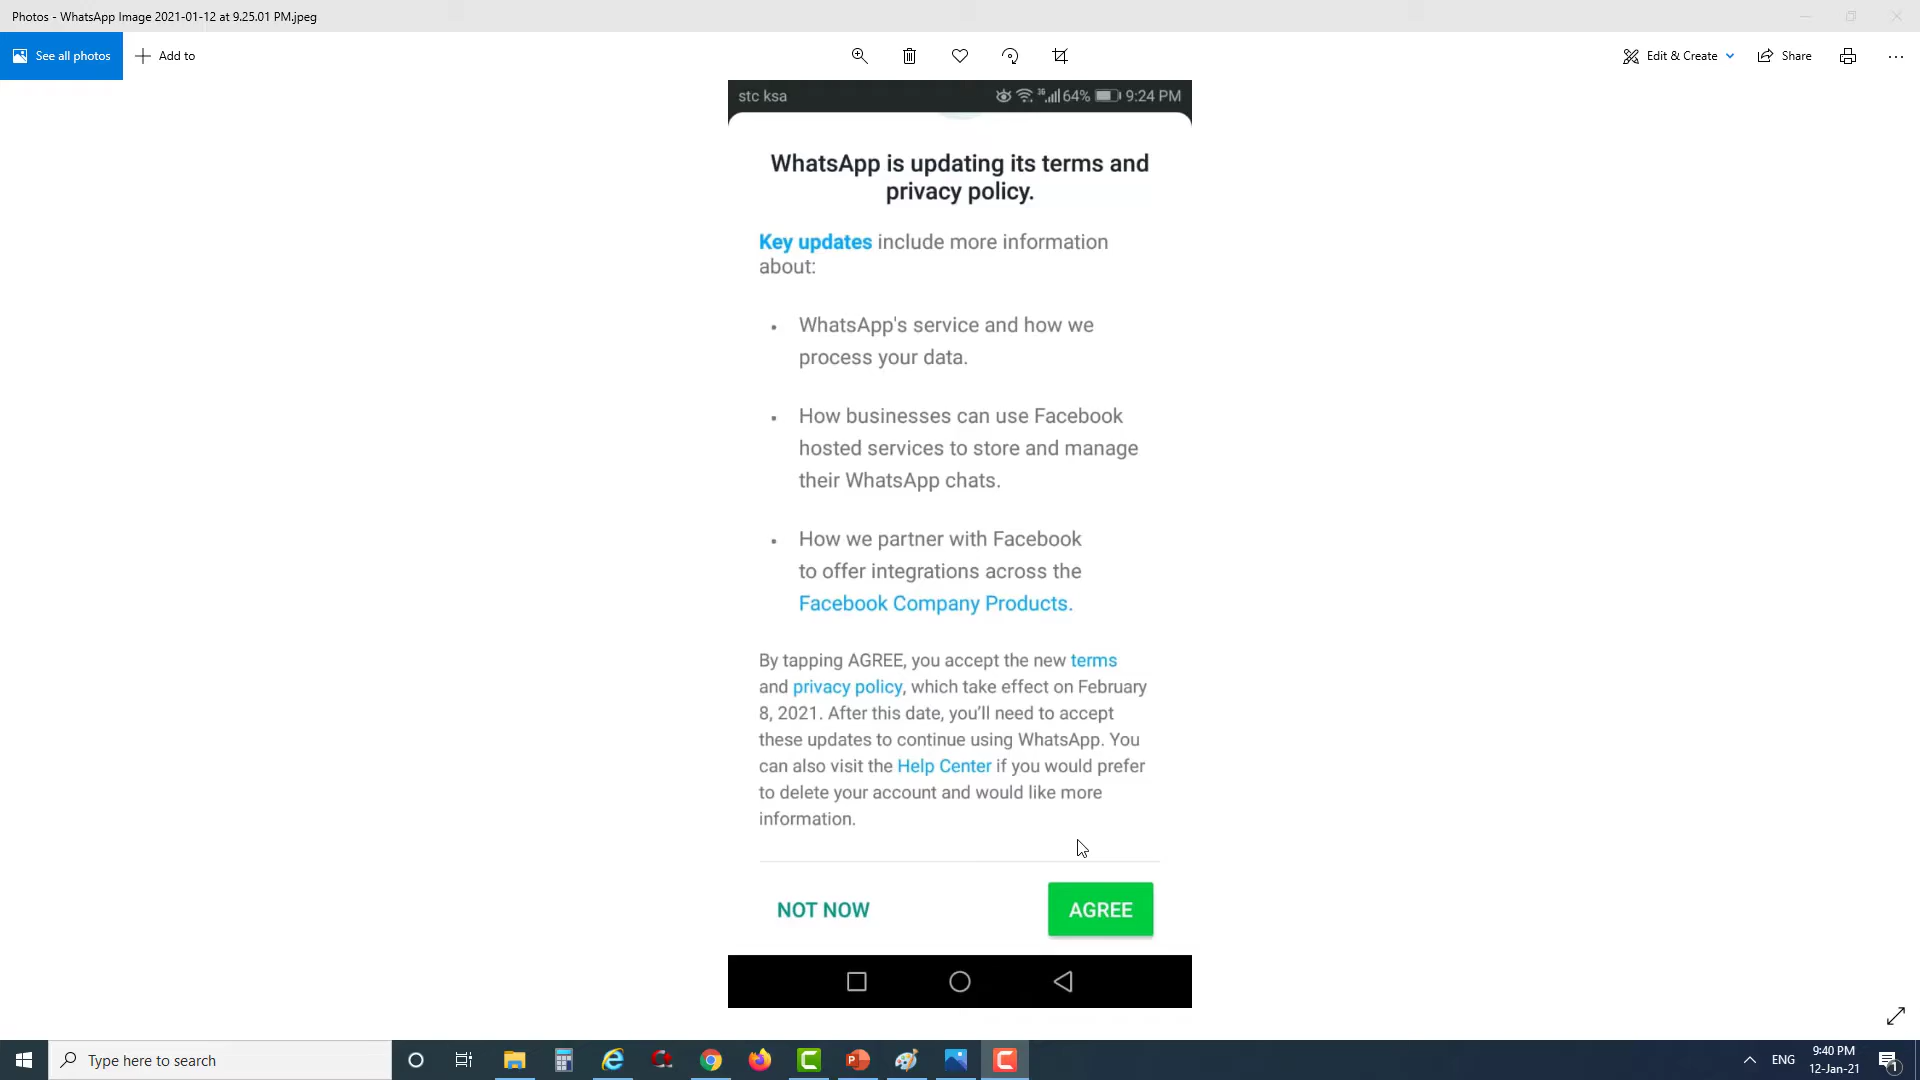 Photos - WhatsApp Image 2021-01-12 at 9.25.01 PM.jpeg
See all photos
Add to
Edit & Create
Share
stc ksa
3G
64%
9:24 PM
WhatsApp is updating its terms and
privacy policy.
Key updates include more information
about:
• WhatsApp's service and how we
process your data.
• How businesses can use Facebook
hosted services to store and manage
their WhatsApp chats.
• How we partner with Facebook
to offer integrations across the
Facebook Company Products.
By tapping AGREE, you accept the new terms
and privacy policy, which take effect on February
8, 2021. After this date, you’ll need to accept
these updates to continue using WhatsApp. You
can also visit the Help Center if you would prefer
to delete your account and would like more
information.
NOT NOW
AGREE
Type here to search
ENG
9:40 PM
12-Jan-21
1